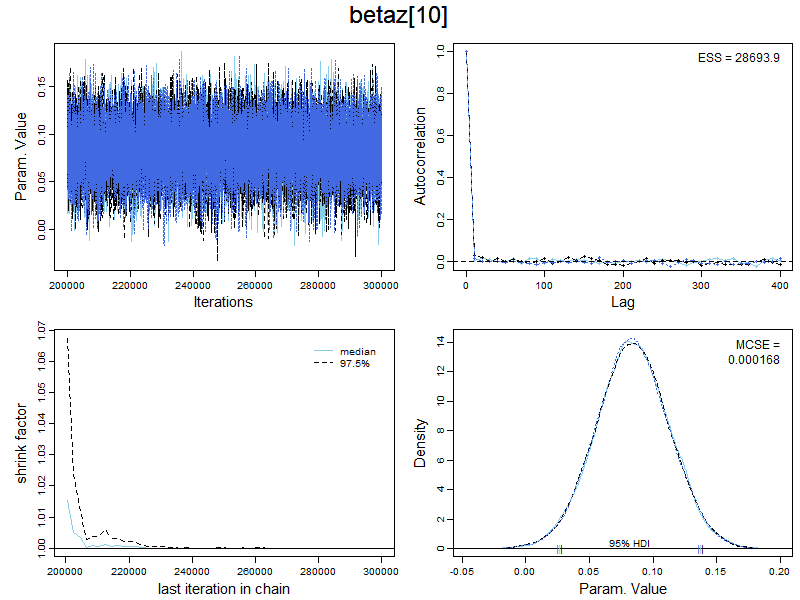 betaz[10]
Param. Value
0.00 0.05 0.10 0.15
200000 220000 240000 260000 280000 300000
Iterations
Autocorrelation
0.0 0.2 0.4 0.6 0.8 1.0
ESS = 28693.9
0 100 200 300 400
Lag
shrink factor
1.00 1.01 1.02 1.03 1.04 1.05 1.06 1.07
median
97.5%
200000 220000 240000 260000 280000 300000
last iteration in chain
Density
0 2 4 6 8 10 12 14
MCSE =
0.000168
95% HDI
-0.05 0.00 0.05 0.10 0.15 0.20
Param. Value